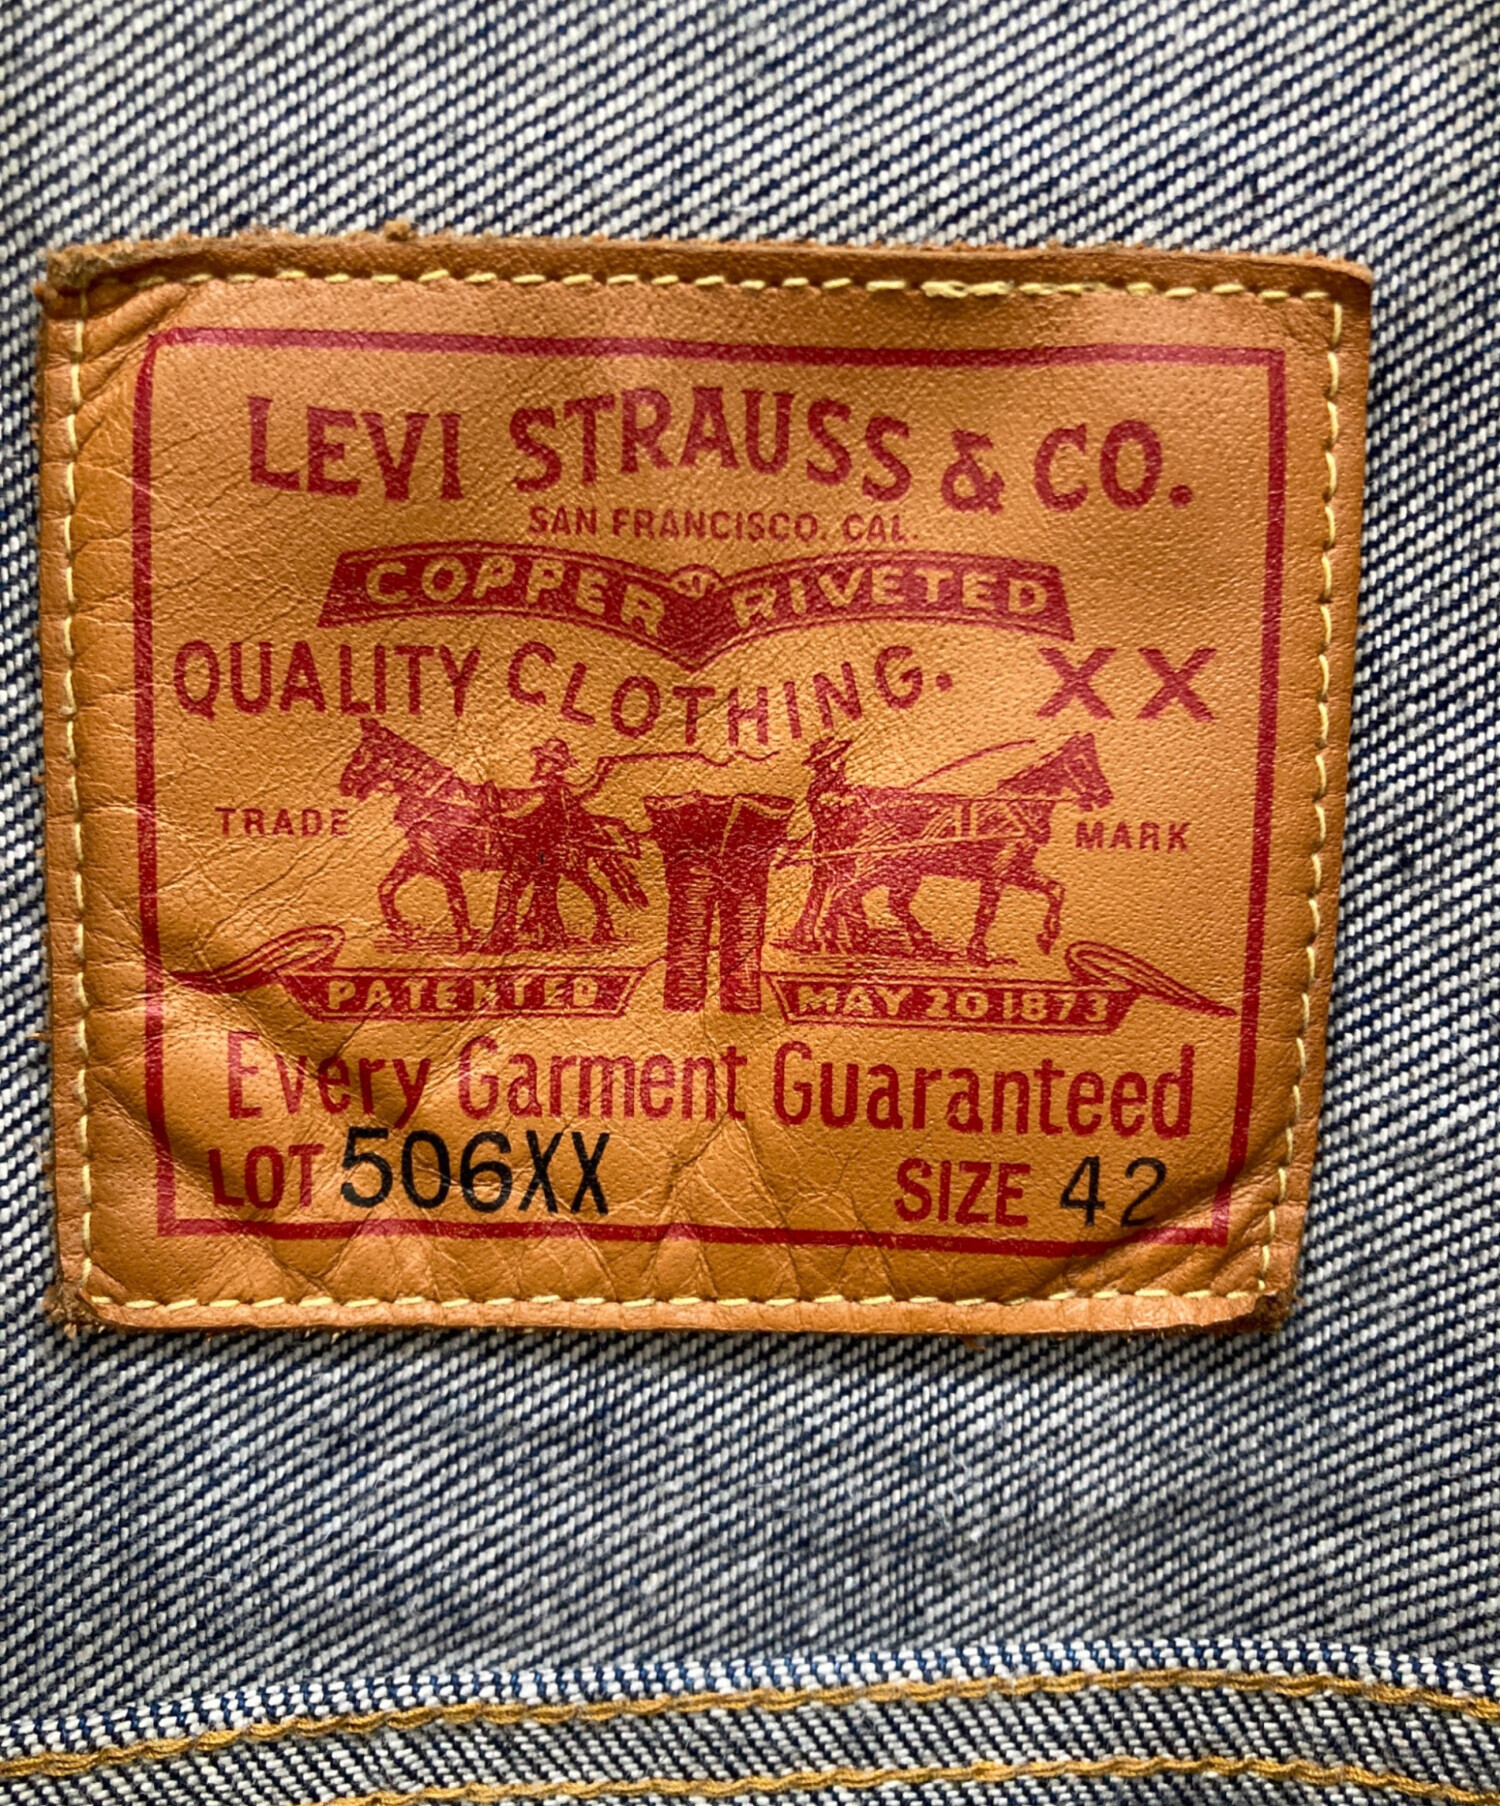 LEVI STRAUSS & CO.
SAN FRANCISCO. CAL.
COPPER RIVETED
QUALITY CLOTHING. XX
TRADE MARK
PATENTED MAY 20 1873
Every Garment Guaranteed
LOT 506XX SIZE 42